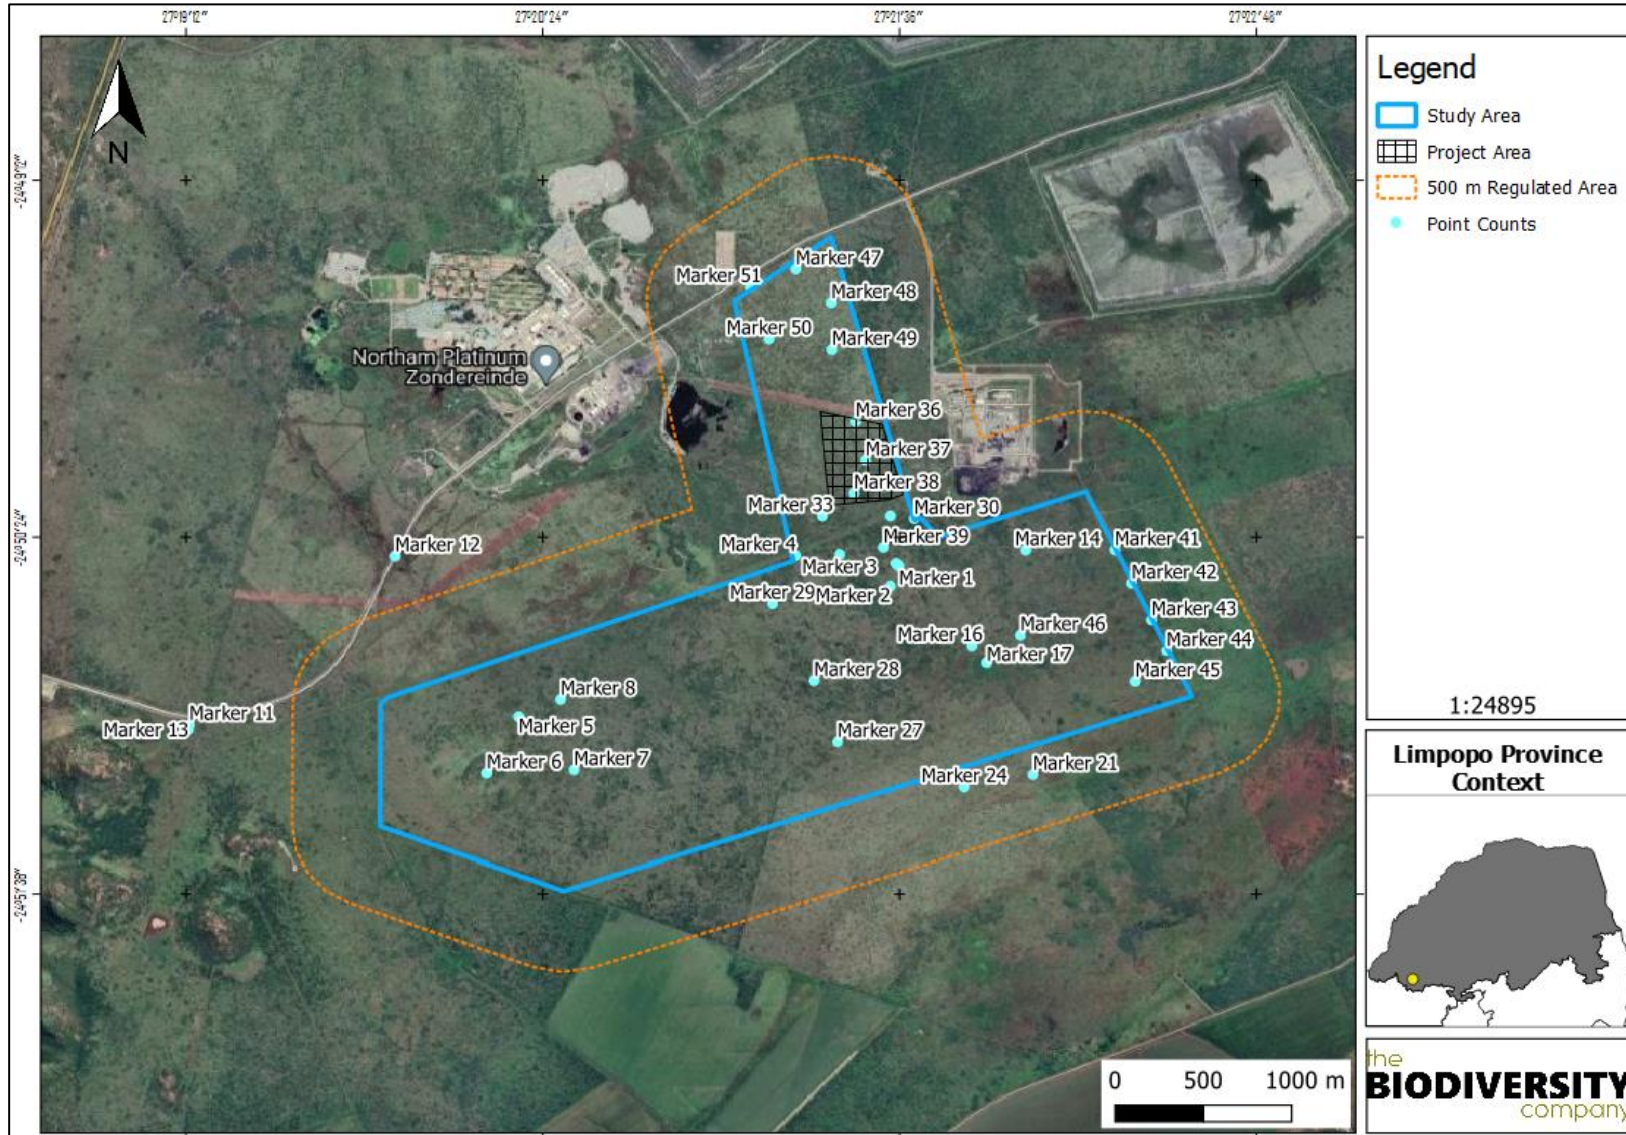 27°19'12"
27°20'24"
27°21'36"
27°22'48"
Legend
Study Area
Project Area
500 m Regulated Area
Point Counts
1:24895
Limpopo Province
Context
the
BIODIVERSITY
company
N
-24°49'12"
-24°50'24"
-24°51'36"
Northam Platinum
Zondereinde
Marker 47
Marker 51
Marker 48
Marker 50
Marker 49
Marker 36
Marker 37
Marker 38
Marker 33
Marker 30
Marker 39
Marker 4
Marker 12
Marker 14
Marker 41
Marker 3
Marker 1
Marker 42
Marker 29
Marker 2
Marker 43
Marker 46
Marker 16
Marker 44
Marker 17
Marker 28
Marker 45
Marker 8
Marker 11
Marker 13
Marker 5
Marker 27
Marker 6
Marker 7
Marker 24
Marker 21
0 500 1000 m